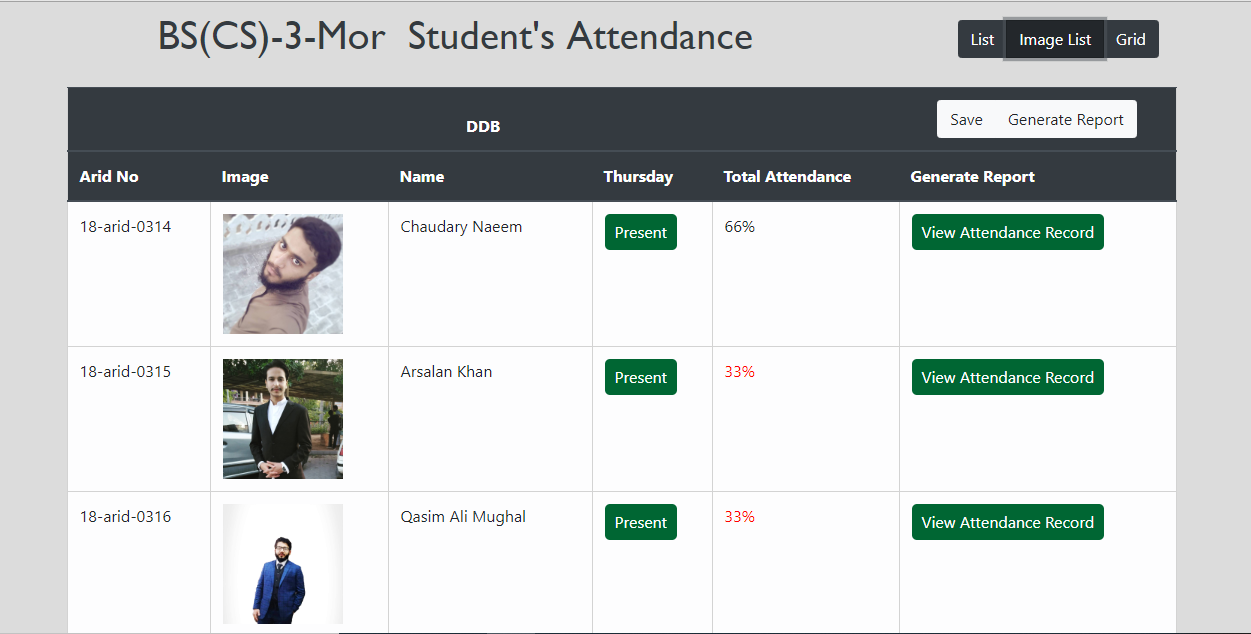 BS(CS)-3-Mor Student's Attendance
List Image List Grid
DDB
Save Generate Report
Arid No Image Name Thursday Total Attendance Generate Report
18-arid-0314 Chaudary Naeem Present 66% View Attendance Record
18-arid-0315 Arsalan Khan Present 33% View Attendance Record
18-arid-0316 Qasim Ali Mughal Present 33% View Attendance Record